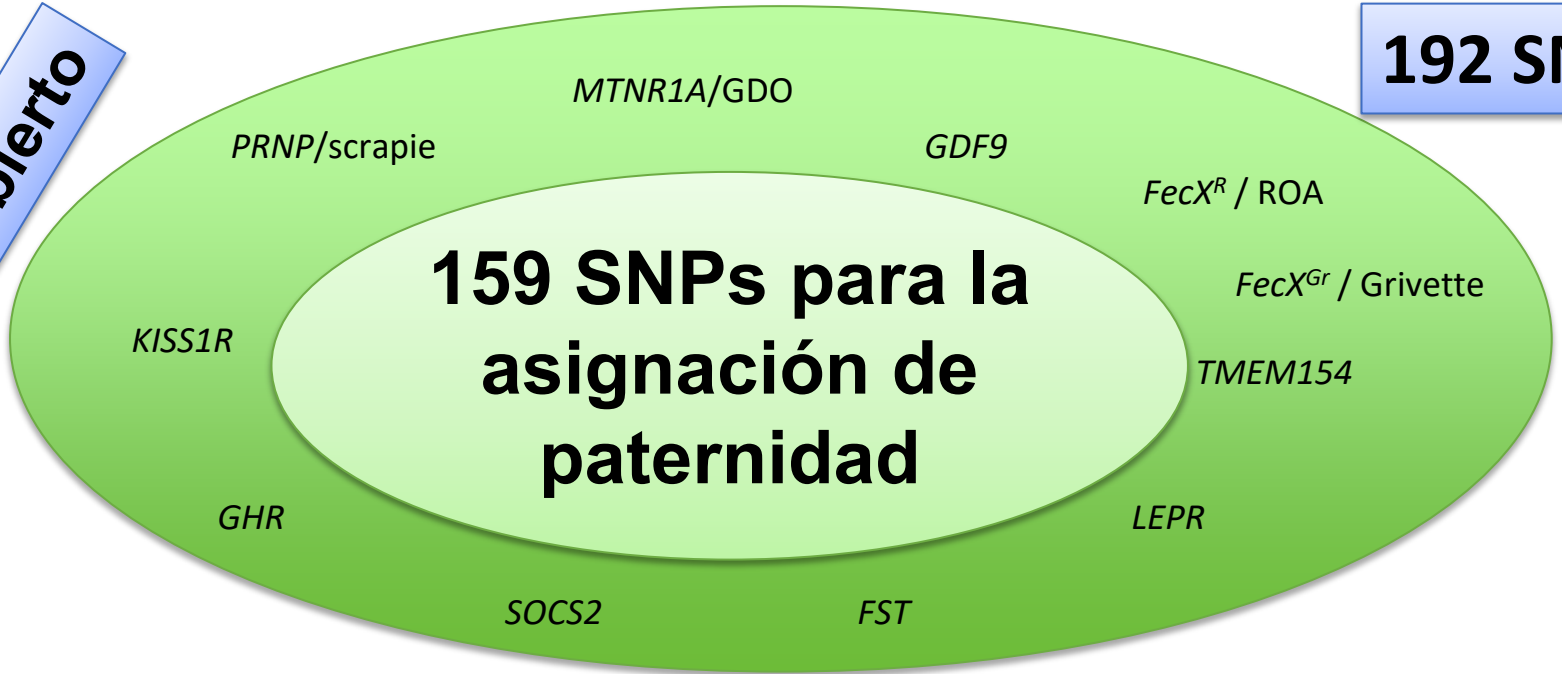 192 SN
MTNR1A/GDO
PRNP/scrapie
GDF9
FecXᴿ / ROA
159 SNPs para la
asignación de
paternidad
FecXᴳʳ / Grivette
KISS1R
TMEM154
GHR
LEPR
SOCS2
FST